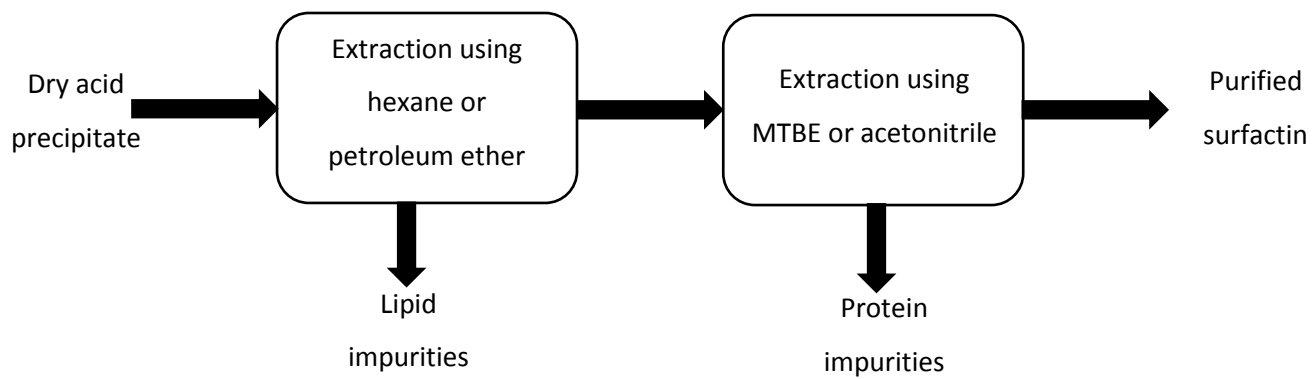 Dry acid
precipitate
Extraction using
hexane or
petroleum ether
Lipid
impurities
Extraction using
MTBE or acetonitrile
Protein
impurities
Purified
surfactin